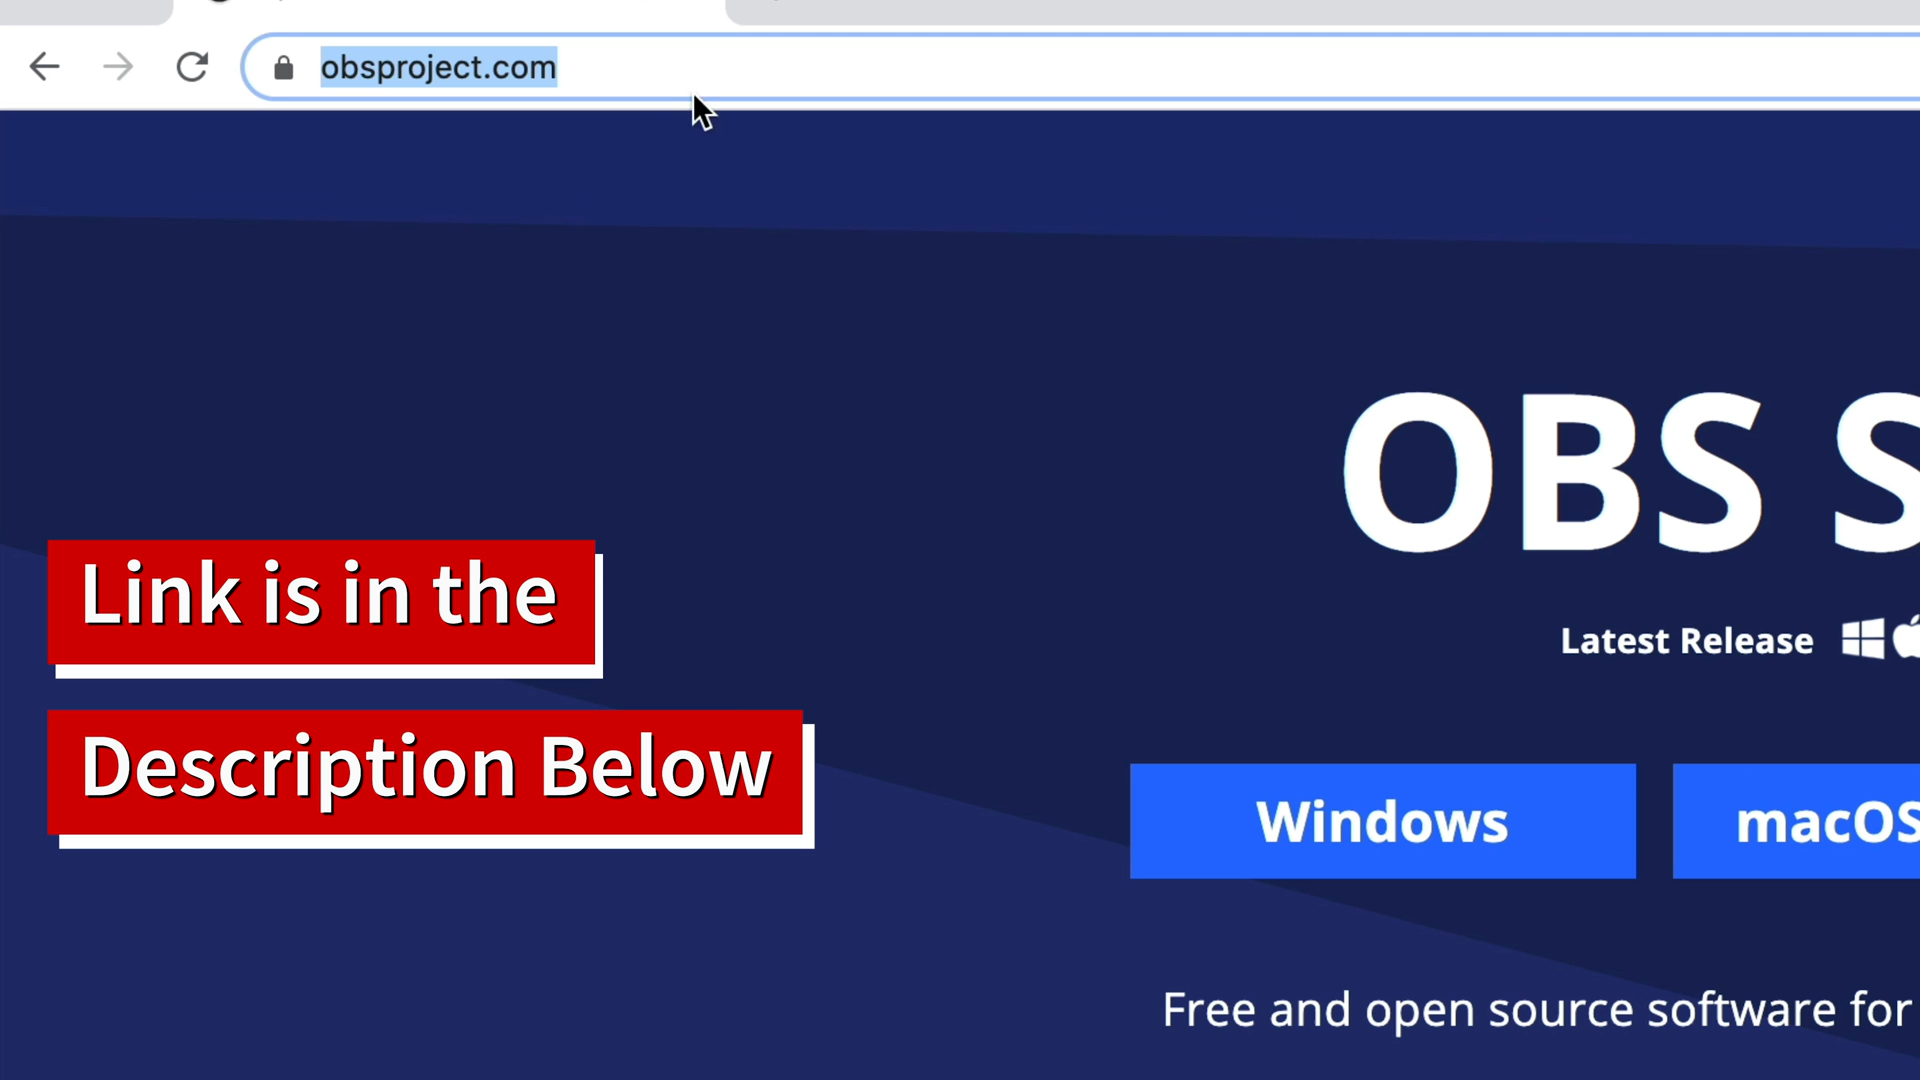 obsproject.com
OBS S
Link is in the
Latest Release
Description Below
Windows
macOS
Free and open source software for